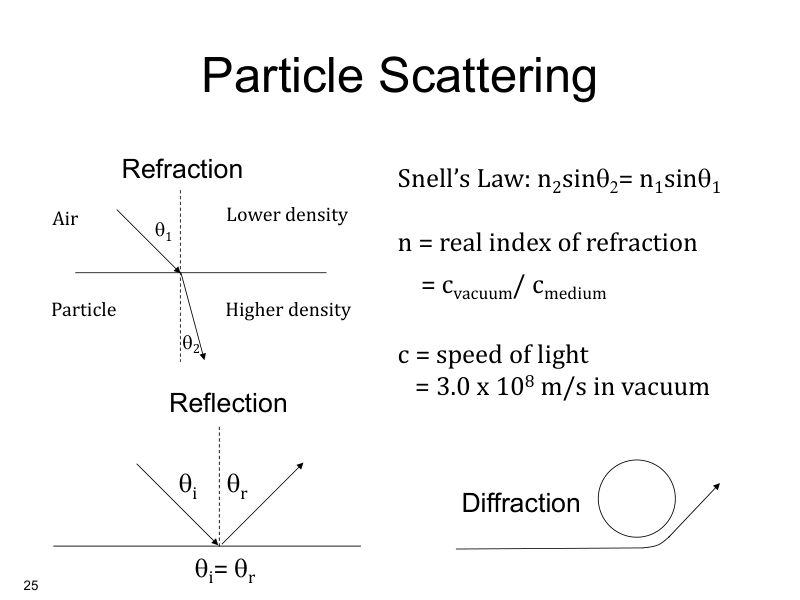 Particle Scattering
Refraction
Air
θ₁
Lower density
Particle
Higher density
θ₂
Snell’s Law: n₂sinθ₂= n₁sinθ₁
n = real index of refraction
= cvacuum/ cmedium
c = speed of light
= 3.0 x 10⁸ m/s in vacuum
Reflection
θi
θr
θi= θr
Diffraction
25